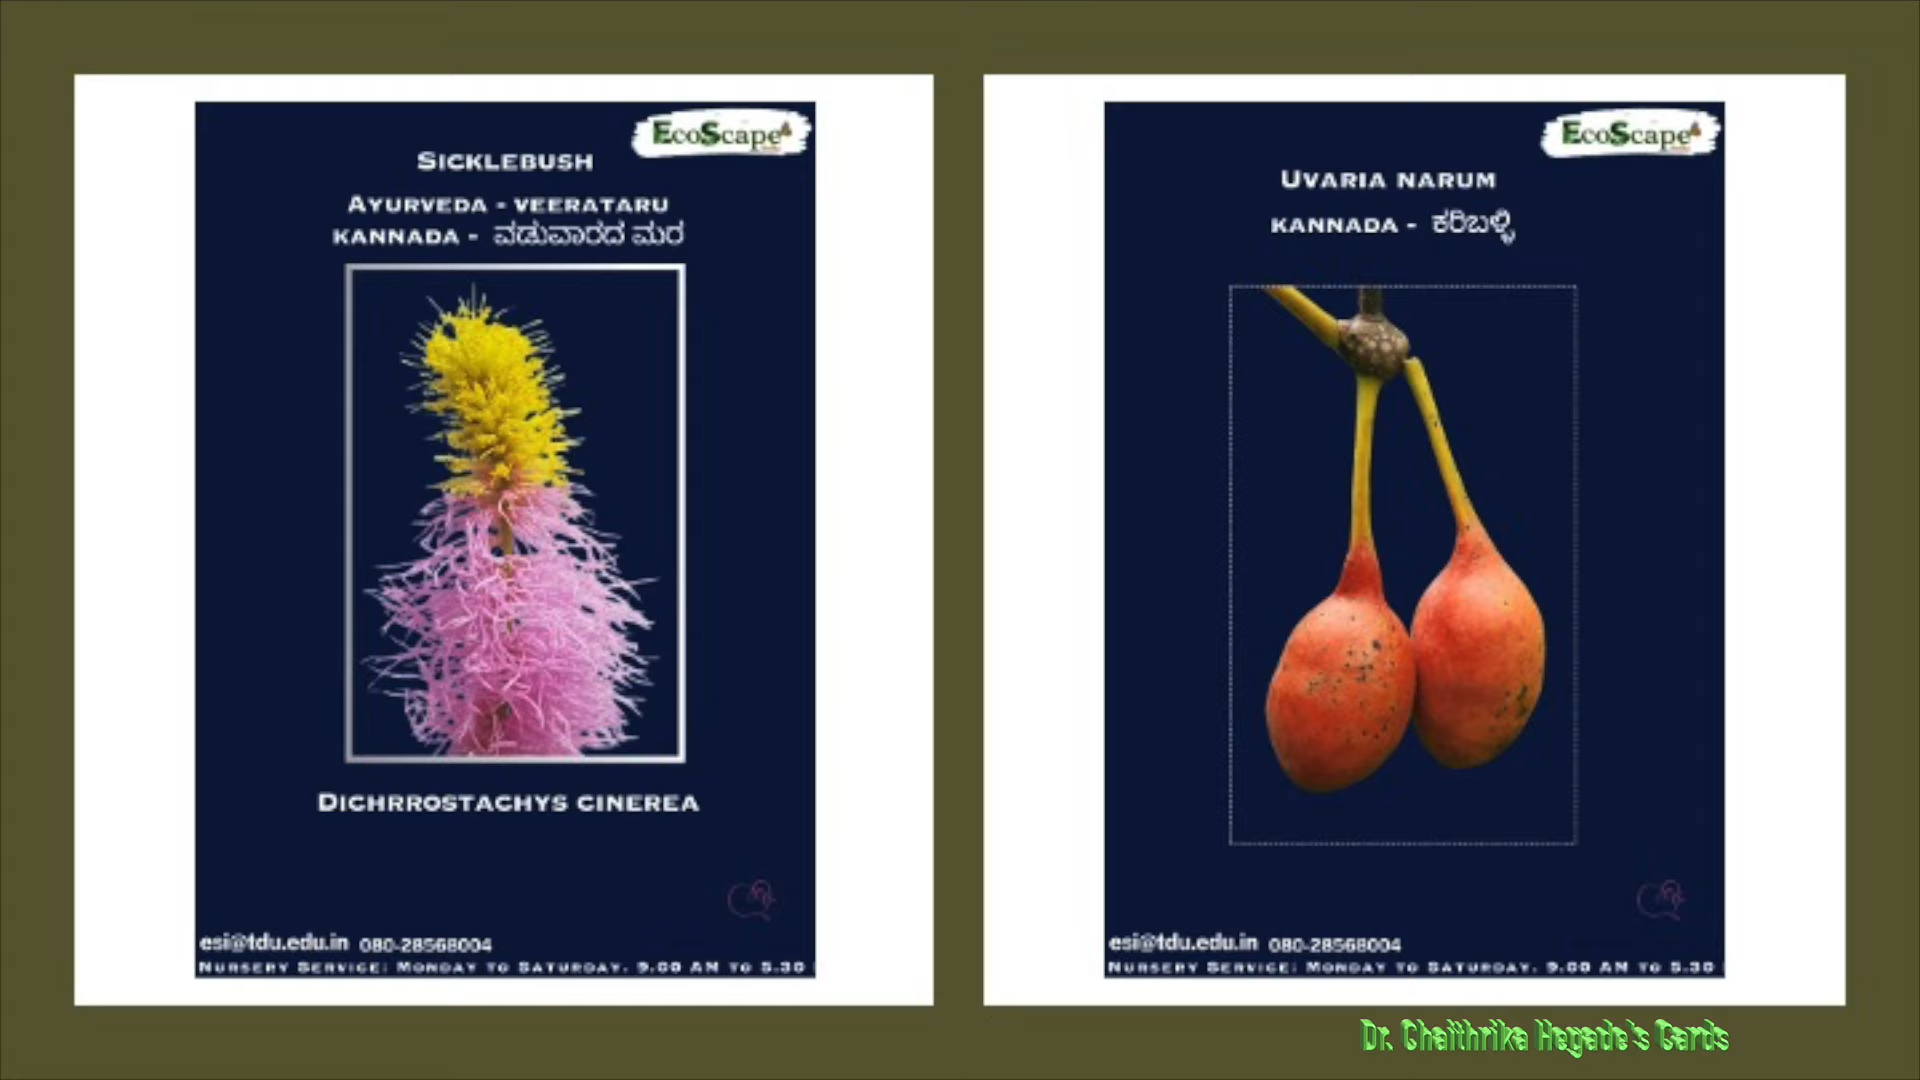 EcoScape
Sicklebush
Ayurveda - veerataru
kannada - ವಡುವಾರದ ಮರ
Dichrrostachys cinerea
esi@tdu.edu.in 080-28568004
Nursery Service: Monday to Saturday. 9.00 AM to 5.30
EcoScape
Uvaria narum
kannada - ಕರಿಬಳ್ಳಿ
esi@tdu.edu.in 080-28568004
Nursery Service: Monday to Saturday. 9.00 AM to 5.30
Dr. Chaithrika Hegade's Cards